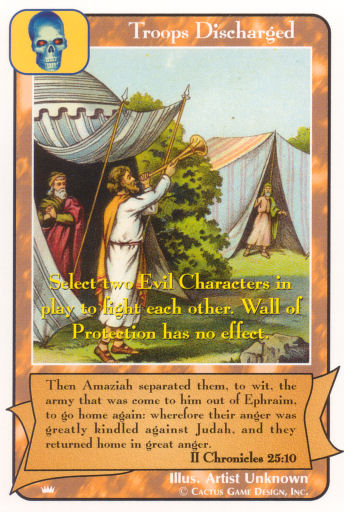 Troops Discharged
Select two Evil Characters in
play to fight each other. Wall of
Protection has no effect.
Then Amaziah separated them, to wit, the
army that was come to him out of Ephraim,
to go home again: wherefore their anger was
greatly kindled against Judah, and they
returned home in great anger.
II Chronicles 25:10
Illus. Artist Unknown
© Cactus Game Design, Inc.